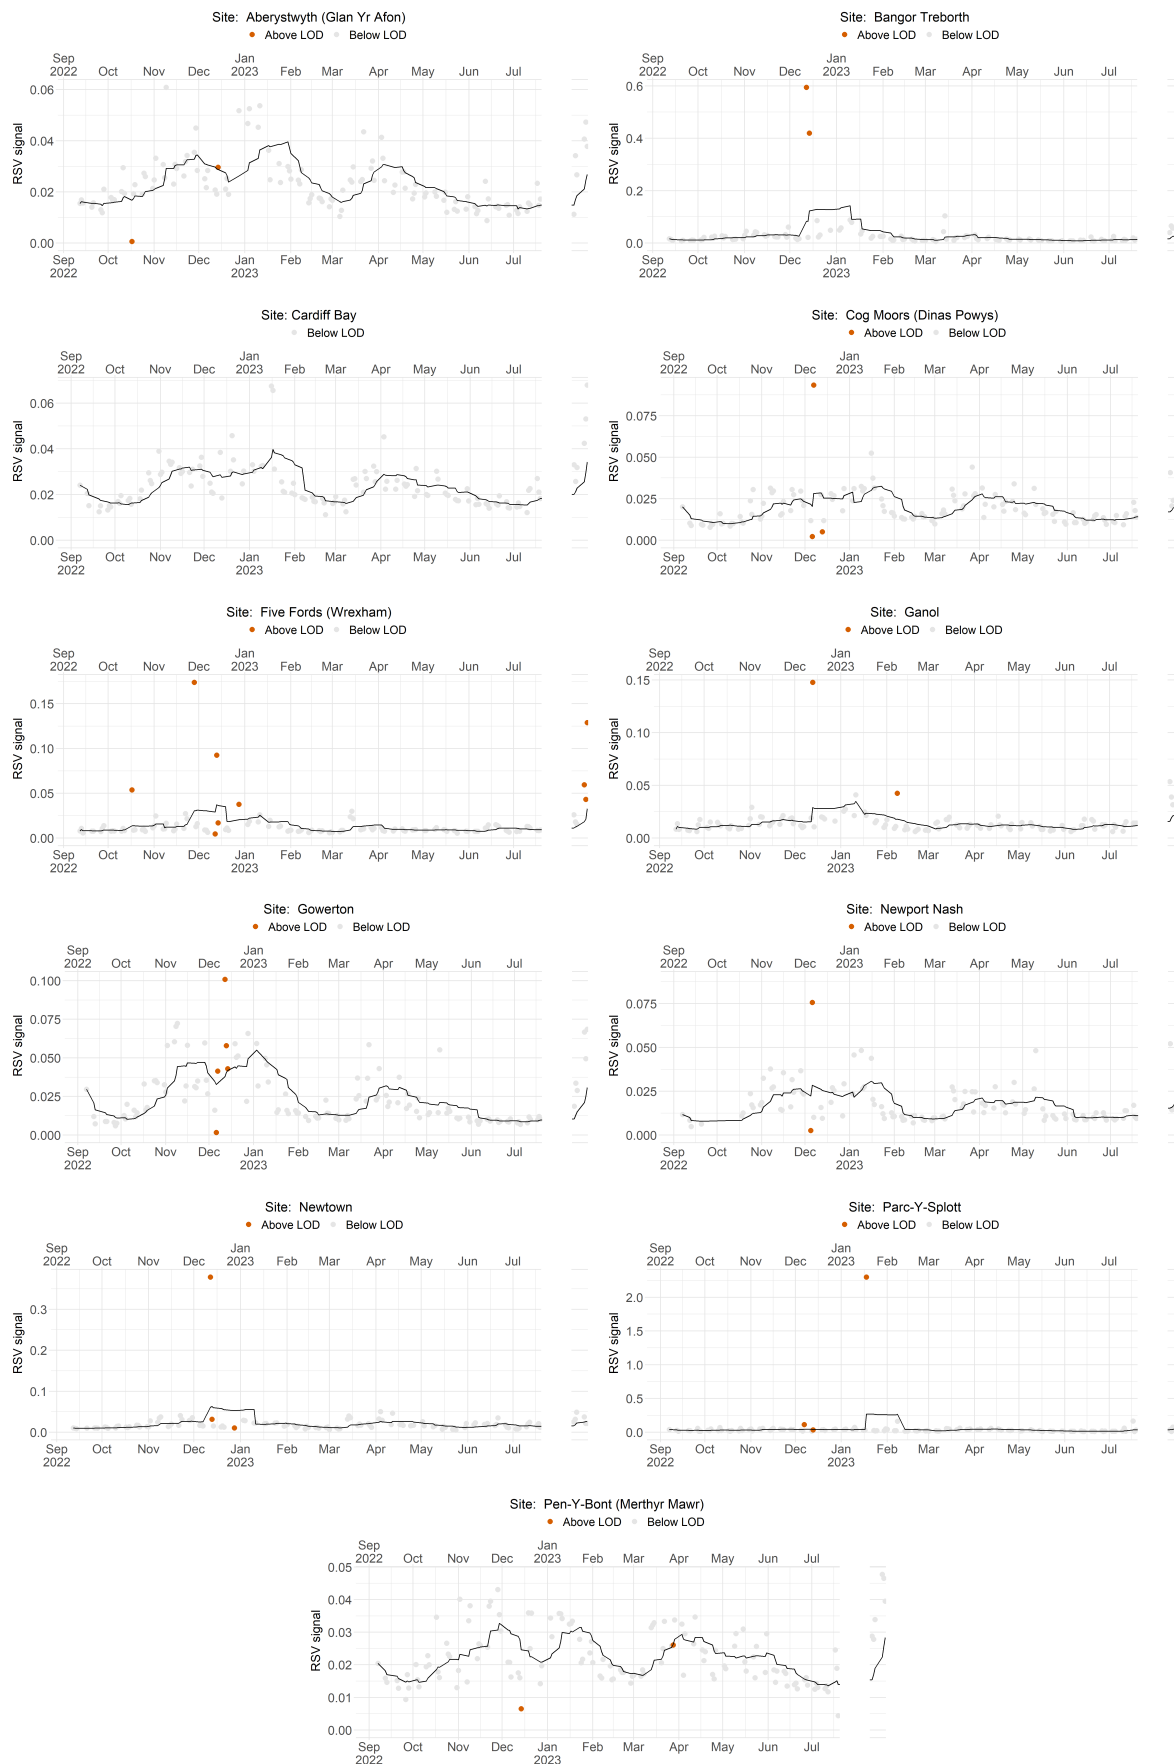 Site: Aberystwyth (Glan Yr Afon)
Above LOD Below LOD
Sep Jan
2022 Oct Nov Dec 2023 Feb Mar Apr May Jun Jul
RSV signal
0.06
0.04
0.02
0.00
Sep Oct Nov Dec Jan Feb Mar Apr May Jun Jul
2022 2023
Site: Bangor Treborth
Above LOD Below LOD
Sep Jan
2022 Oct Nov Dec 2023 Feb Mar Apr May Jun Jul
RSV signal
0.6
0.4
0.2
0.0
Sep Oct Nov Dec Jan Feb Mar Apr May Jun Jul
2022 2023
Site: Cardiff Bay
Below LOD
Sep Jan
2022 Oct Nov Dec 2023 Feb Mar Apr May Jun Jul
RSV signal
0.06
0.04
0.02
0.00
Sep Oct Nov Dec Jan Feb Mar Apr May Jun Jul
2022 2023
Site: Cog Moors (Dinas Powys)
Above LOD Below LOD
Sep Jan
2022 Oct Nov Dec 2023 Feb Mar Apr May Jun Jul
RSV signal
0.075
0.050
0.025
0.000
Sep Oct Nov Dec Jan Feb Mar Apr May Jun Jul
2022 2023
Site: Five Fords (Wrexham)
Above LOD Below LOD
Sep Jan
2022 Oct Nov Dec 2023 Feb Mar Apr May Jun Jul
RSV signal
0.15
0.10
0.05
0.00
Sep Oct Nov Dec Jan Feb Mar Apr May Jun Jul
2022 2023
Site: Ganol
Above LOD Below LOD
Sep Jan
2022 Oct Nov Dec 2023 Feb Mar Apr May Jun Jul
RSV signal
0.15
0.10
0.05
0.00
Sep Oct Nov Dec Jan Feb Mar Apr May Jun Jul
2022 2023
Site: Gowerton
Above LOD Below LOD
Sep Jan
2022 Oct Nov Dec 2023 Feb Mar Apr May Jun Jul
RSV signal
0.100
0.075
0.050
0.025
0.000
Sep Oct Nov Dec Jan Feb Mar Apr May Jun Jul
2022 2023
Site: Newport Nash
Above LOD Below LOD
Sep Jan
2022 Oct Nov Dec 2023 Feb Mar Apr May Jun Jul
RSV signal
0.075
0.050
0.025
0.000
Sep Oct Nov Dec Jan Feb Mar Apr May Jun Jul
2022 2023
Site: Newtown
Above LOD Below LOD
Sep Jan
2022 Oct Nov Dec 2023 Feb Mar Apr May Jun Jul
RSV signal
0.3
0.2
0.1
0.0
Sep Oct Nov Dec Jan Feb Mar Apr May Jun Jul
2022 2023
Site: Parc-Y-Splott
Above LOD Below LOD
Sep Jan
2022 Oct Nov Dec 2023 Feb Mar Apr May Jun Jul
RSV signal
2.0
1.5
1.0
0.5
0.0
Sep Oct Nov Dec Jan Feb Mar Apr May Jun Jul
2022 2023
Site: Pen-Y-Bont (Merthyr Mawr)
Above LOD Below LOD
Sep Jan
2022 Oct Nov Dec 2023 Feb Mar Apr May Jun Jul
RSV signal
0.05
0.04
0.03
0.02
0.01
0.00
Sep Oct Nov Dec Jan Feb Mar Apr May Jun Jul
2022 2023